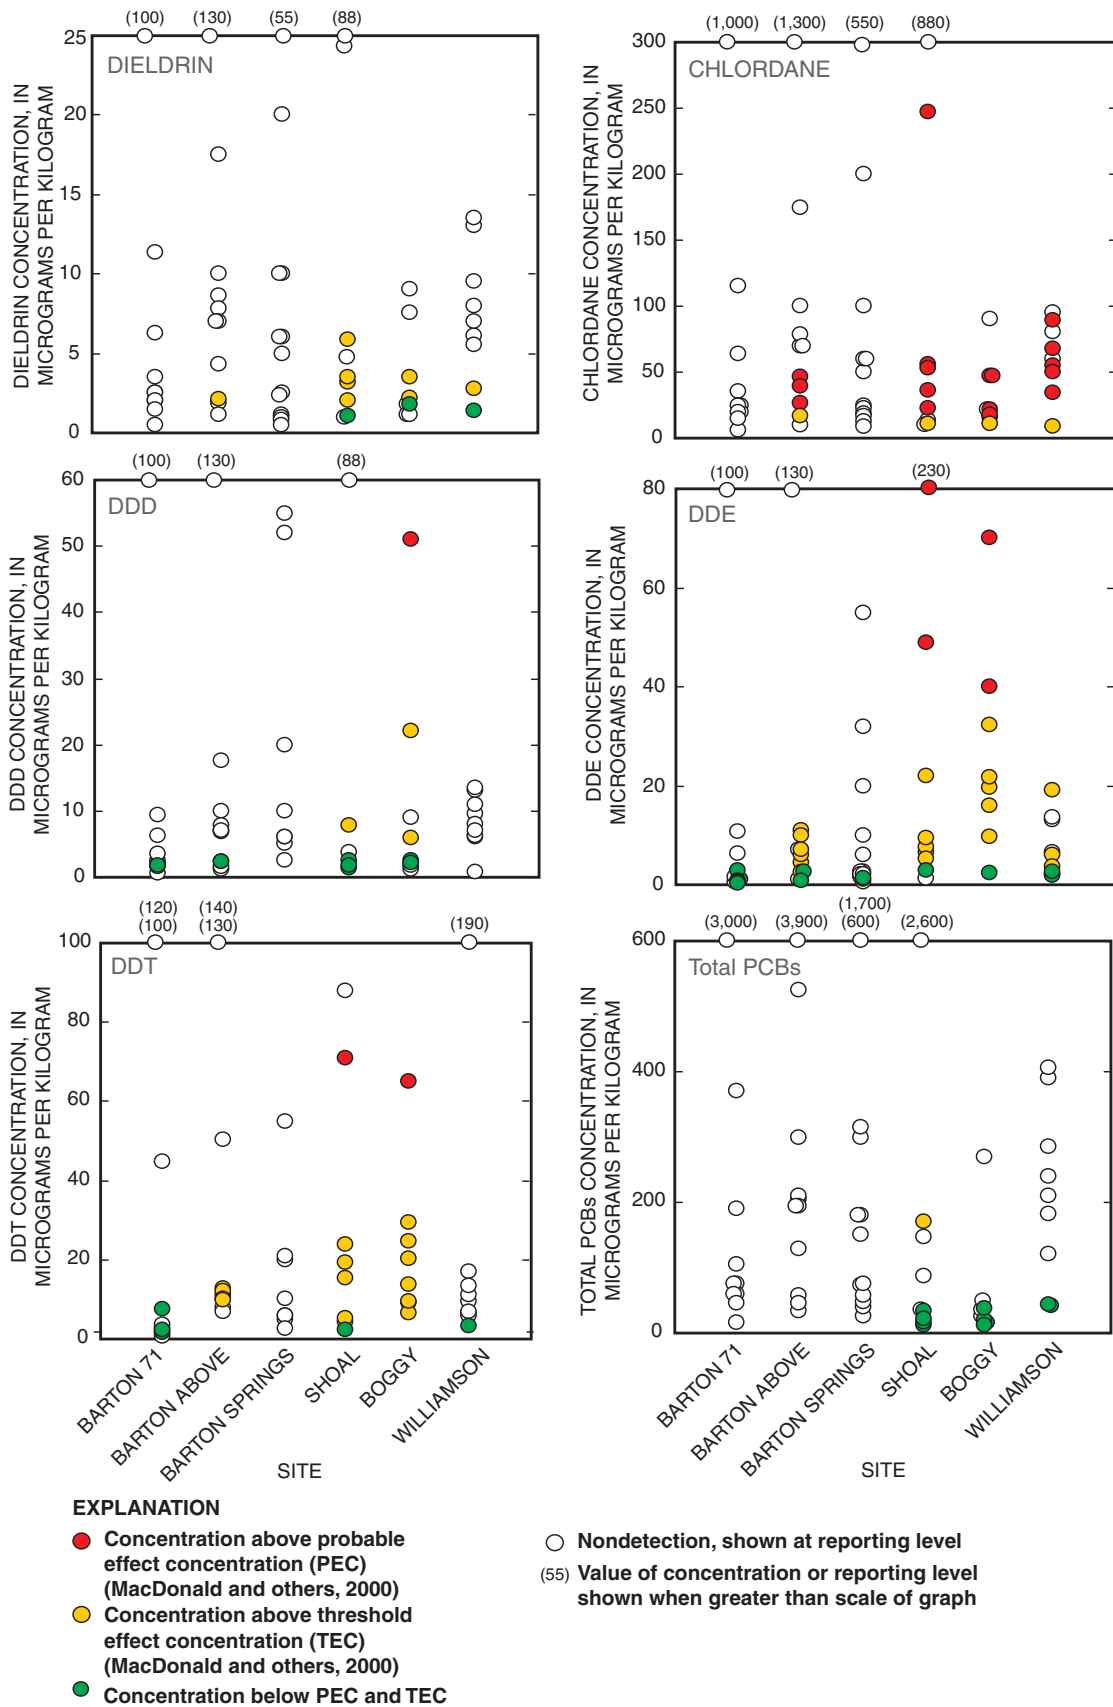 (100) (130) (55) (88)
25
DIELDRIN
20
15
10
5
0
DIELDRIN CONCENTRATION, IN
MICROGRAMS PER KILOGRAM
(1,000) (1,300) (550) (880)
300
CHLORDANE
250
200
150
100
50
0
CHLORDANE CONCENTRATION, IN
MICROGRAMS PER KILOGRAM
(100) (130) (88)
60
DDD
50
40
30
20
10
0
DDD CONCENTRATION, IN
MICROGRAMS PER KILOGRAM
(100) (130) (230)
80
DDE
60
40
20
0
DDE CONCENTRATION, IN
MICROGRAMS PER KILOGRAM
(120) (140)
(100) (130) (190)
100
DDT
80
60
40
20
0
DDT CONCENTRATION, IN
MICROGRAMS PER KILOGRAM
BARTON 71
BARTON ABOVE
BARTON SPRINGS
SHOAL
BOGGY
WILLIAMSON
SITE
(1,700)
(3,000) (3,900) (600) (2,600)
600
Total PCBs
400
200
0
TOTAL PCBs CONCENTRATION, IN
MICROGRAMS PER KILOGRAM
BARTON 71
BARTON ABOVE
BARTON SPRINGS
SHOAL
BOGGY
WILLIAMSON
SITE
EXPLANATION
Concentration above probable
effect concentration (PEC)
(MacDonald and others, 2000)
Concentration above threshold
effect concentration (TEC)
(MacDonald and others, 2000)
Concentration below PEC and TEC
Nondetection, shown at reporting level
(55) Value of concentration or reporting level
shown when greater than scale of graph